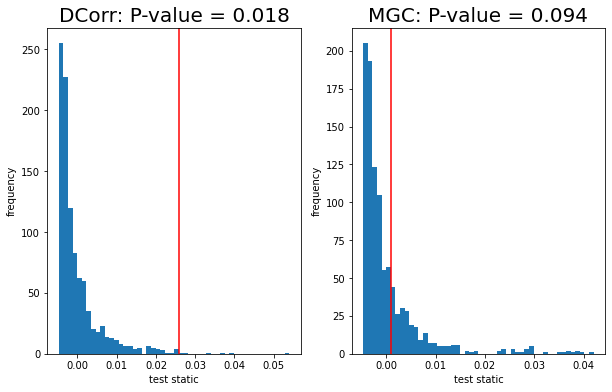 DCorr: P-value = 0.018
250
200
150
100
50
0
frequency
0.00 0.01 0.02 0.03 0.04 0.05
test static
MGC: P-value = 0.094
200
175
150
125
100
75
50
25
0
frequency
0.00 0.01 0.02 0.03 0.04
test static